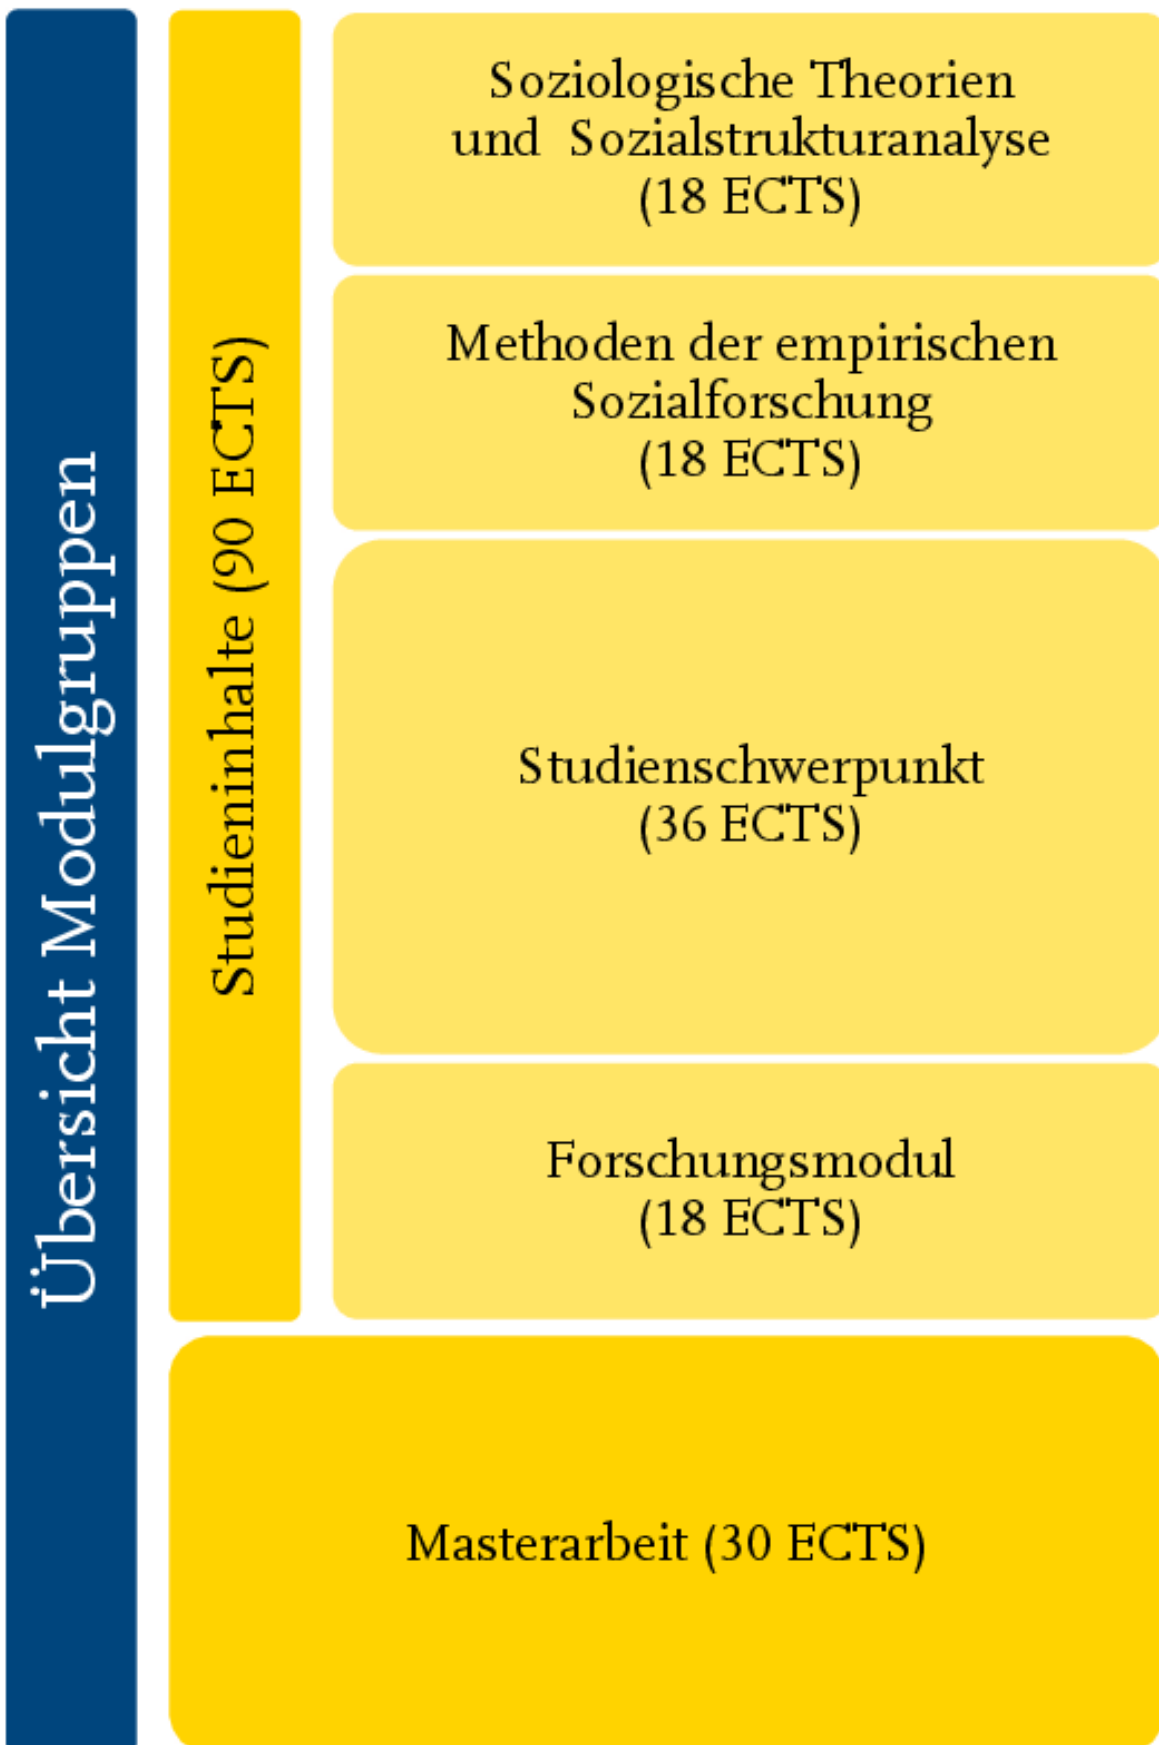 Übersicht Modulgruppen
Studieninhalte (90 ECTS)
Soziologische Theorien
und Sozialstrukturanalyse
(18 ECTS)
Methoden der empirischen
Sozialforschung
(18 ECTS)
Studienschwerpunkt
(36 ECTS)
Forschungsmodul
(18 ECTS)
Masterarbeit (30 ECTS)